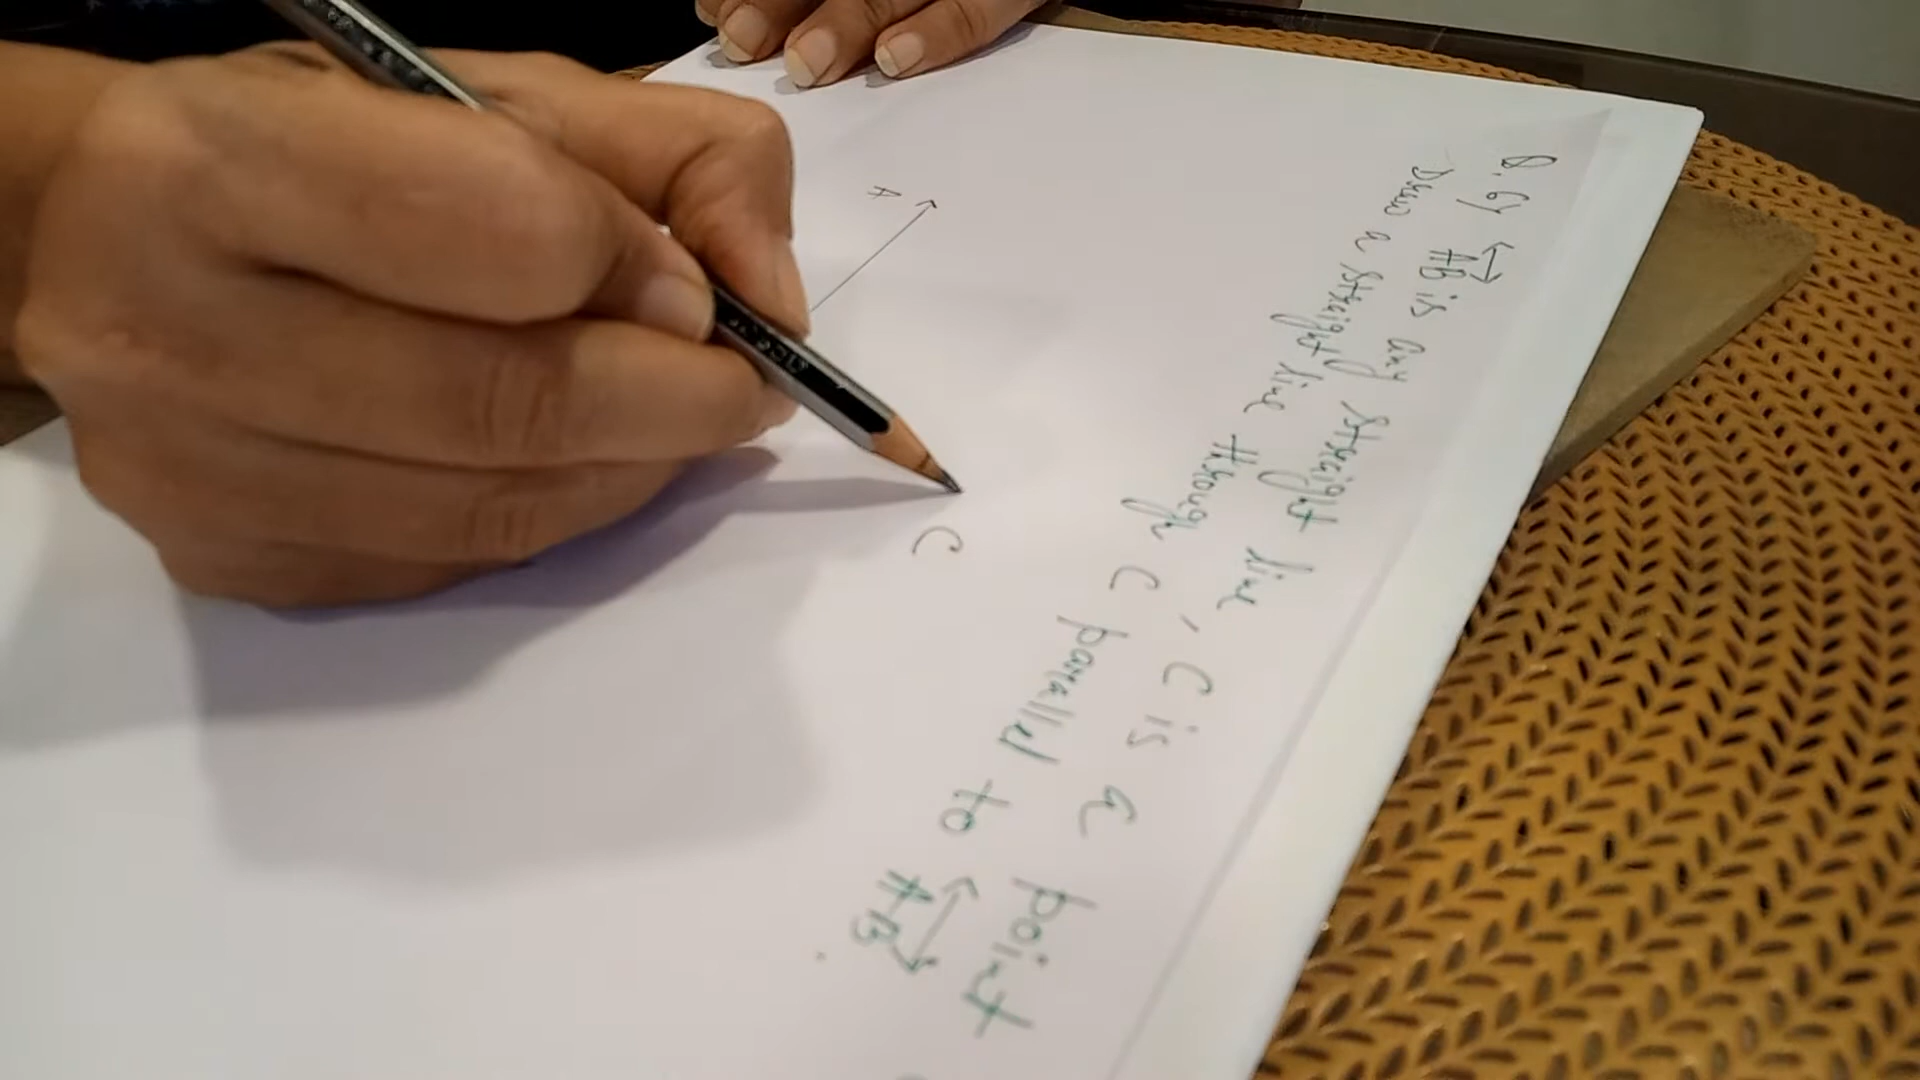 Q. 6) AB is any straight line, C is a point
Draw a straight line through C parallel to AB.
A
C